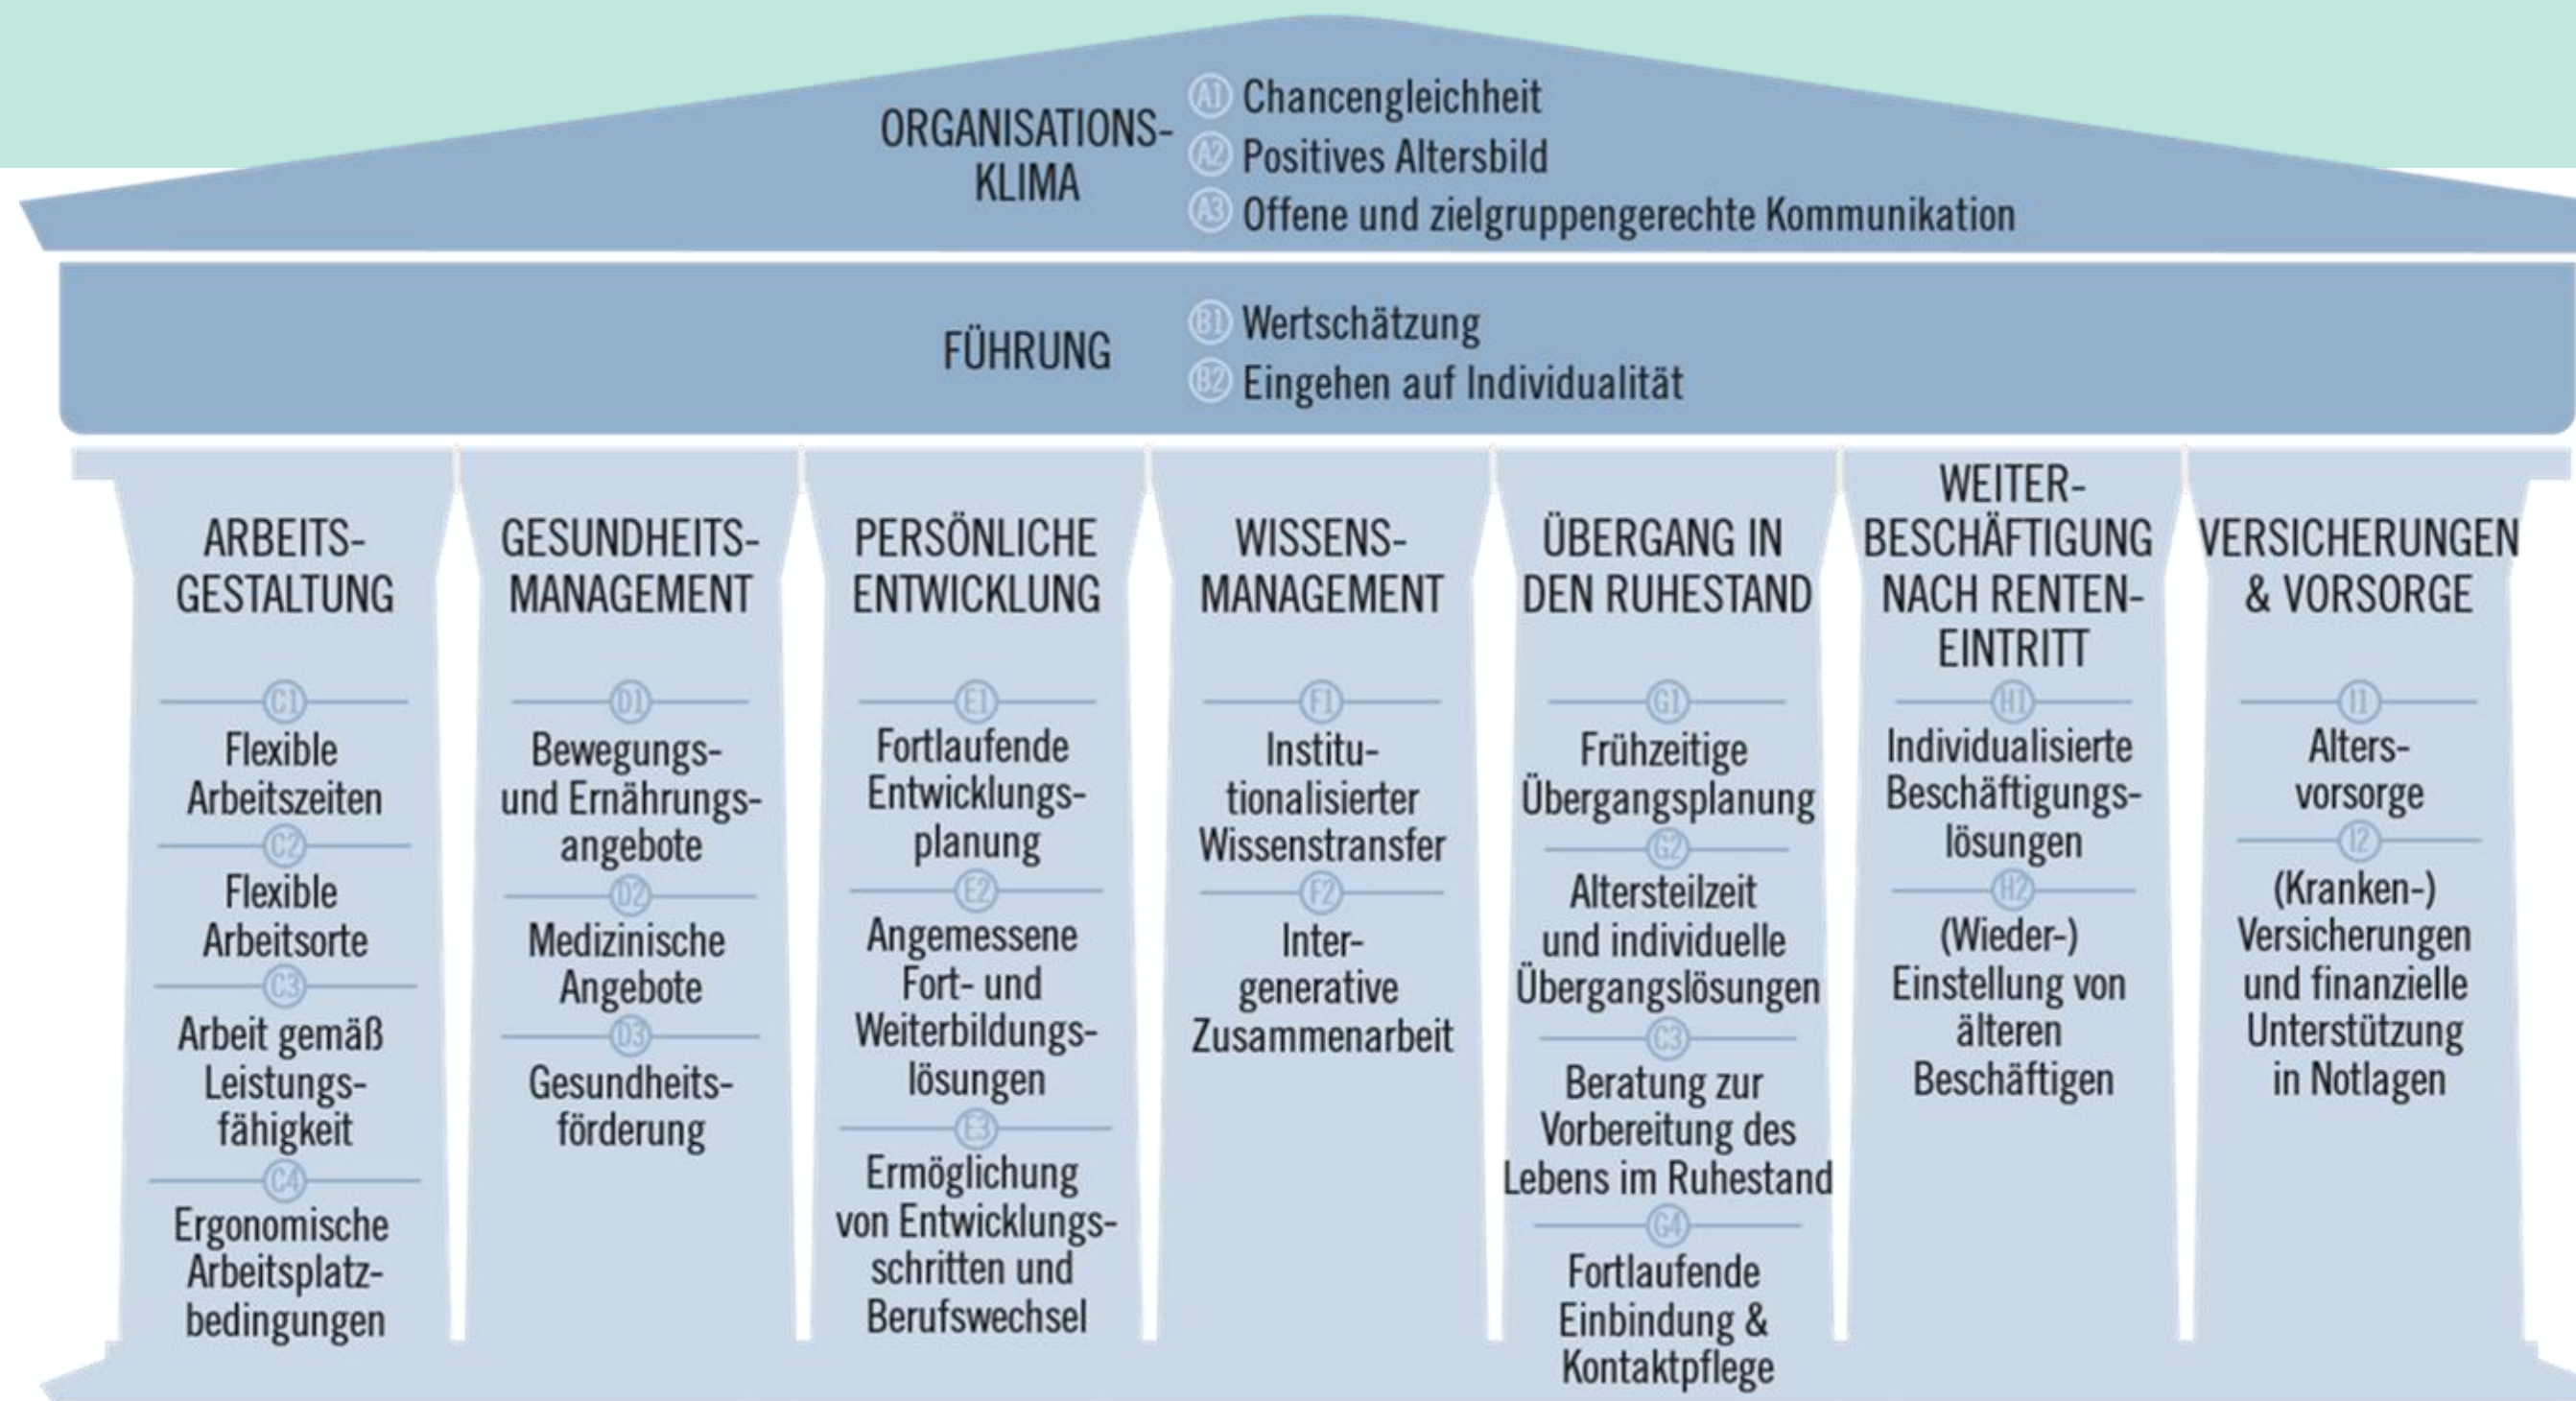 ORGANISATIONS-
KLIMA
A1 Chancengleichheit
A2 Positives Altersbild
A3 Offene und zielgruppengerechte Kommunikation
FÜHRUNG
B1 Wertschätzung
B2 Eingehen auf Individualität
ARBEITS-
GESTALTUNG
C1
Flexible
Arbeitszeiten
C2
Flexible
Arbeitsorte
C3
Arbeit gemäß
Leistungs-
fähigkeit
C4
Ergonomische
Arbeitsplatz-
bedingungen
GESUNDHEITS-
MANAGEMENT
D1
Bewegungs-
und Ernährungs-
angebote
D2
Medizinische
Angebote
D3
Gesundheits-
förderung
PERSÖNLICHE
ENTWICKLUNG
E1
Fortlaufende
Entwicklungs-
planung
E2
Angemessene
Fort- und
Weiterbildungs-
lösungen
E3
Ermöglichung
von Entwicklungs-
schritten und
Berufswechsel
WISSENS-
MANAGEMENT
F1
Institu-
tionalisierter
Wissenstransfer
F2
Inter-
generative
Zusammenarbeit
ÜBERGANG IN
DEN RUHESTAND
G1
Frühzeitige
Übergangsplanung
G2
Altersteilzeit
und individuelle
Übergangslösungen
C3
Beratung zur
Vorbereitung des
Lebens im Ruhestand
G4
Fortlaufende
Einbindung &
Kontaktpflege
WEITER-
BESCHÄFTIGUNG
NACH RENTEN-
EINTRITT
H1
Individualisierte
Beschäftigungs-
lösungen
H2
(Wieder-)
Einstellung von
älteren
Beschäftigen
VERSICHERUNGEN
& VORSORGE
I1
Alters-
vorsorge
I2
(Kranken-)
Versicherungen
und finanzielle
Unterstützung
in Notlagen